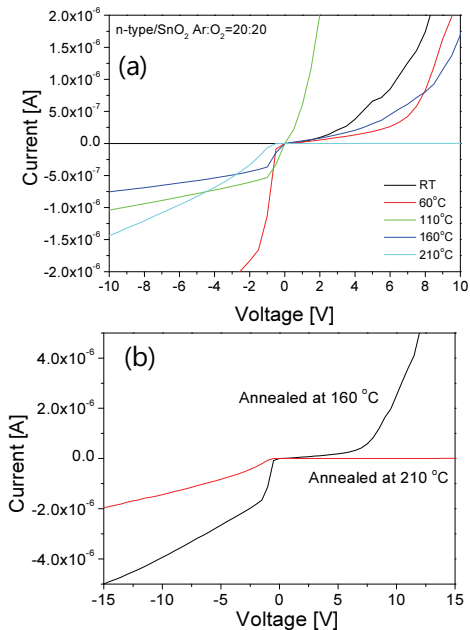 n-type/SnO₂ Ar:O₂=20:20
(a)
Current [A]
2.0x10⁻⁶
1.5x10⁻⁶
1.0x10⁻⁶
5.0x10⁻⁷
0.0
-5.0x10⁻⁷
-1.0x10⁻⁶
-1.5x10⁻⁶
-2.0x10⁻⁶
RT
60°C
110°C
160°C
210°C
-10 -8 -6 -4 -2 0 2 4 6 8 10
Voltage [V]
(b)
Current [A]
4.0x10⁻⁶
2.0x10⁻⁶
0.0
-2.0x10⁻⁶
-4.0x10⁻⁶
Annealed at 160 °C
Annealed at 210 °C
-15 -10 -5 0 5 10 15
Voltage [V]